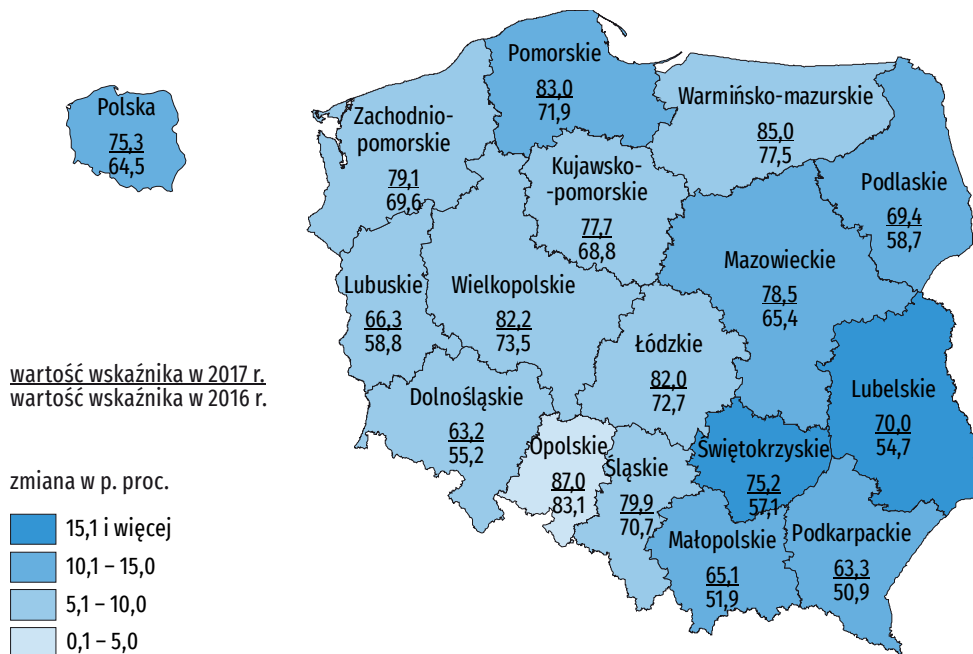 Polska
75,3
64,5
Pomorskie
83,0
71,9
Zachodnio-
pomorskie
79,1
69,6
Warmińsko-mazurskie
85,0
77,5
Kujawsko-
-pomorskie
77,7
68,8
Podlaskie
69,4
58,7
Mazowieckie
78,5
65,4
Lubuskie
66,3
58,8
Wielkopolskie
82,2
73,5
Łódzkie
82,0
72,7
Lubelskie
70,0
54,7
Dolnośląskie
63,2
55,2
Opolskie
87,0
83,1
Śląskie
79,9
70,7
Świętokrzyskie
75,2
57,1
Małopolskie
65,1
51,9
Podkarpackie
63,3
50,9
wartość wskaźnika w 2017 r.
wartość wskaźnika w 2016 r.
zmiana w p. proc.
15,1 i więcej
10,1 – 15,0
5,1 – 10,0
0,1 – 5,0